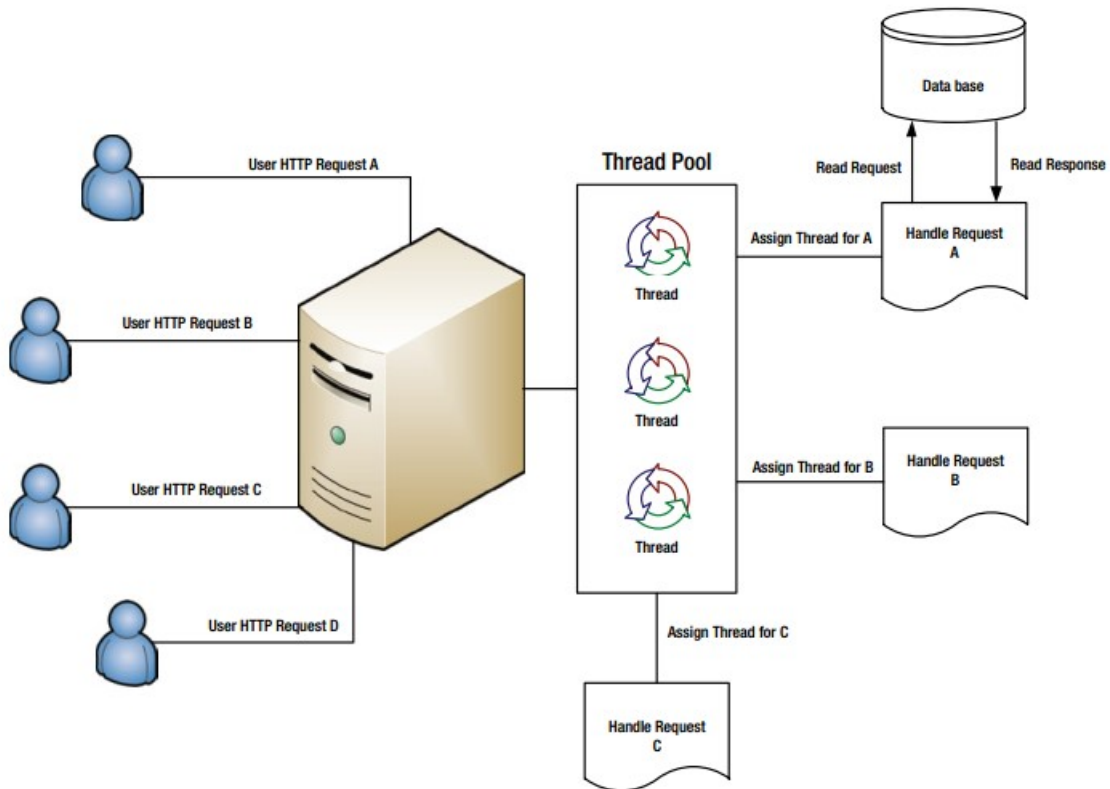 Data base
User HTTP Request A
Thread Pool
Read Request
Read Response
Assign Thread for A
Handle Request
A
Thread
User HTTP Request B
Thread
User HTTP Request C
Assign Thread for B
Handle Request
B
Thread
User HTTP Request D
Assign Thread for C
Handle Request
C